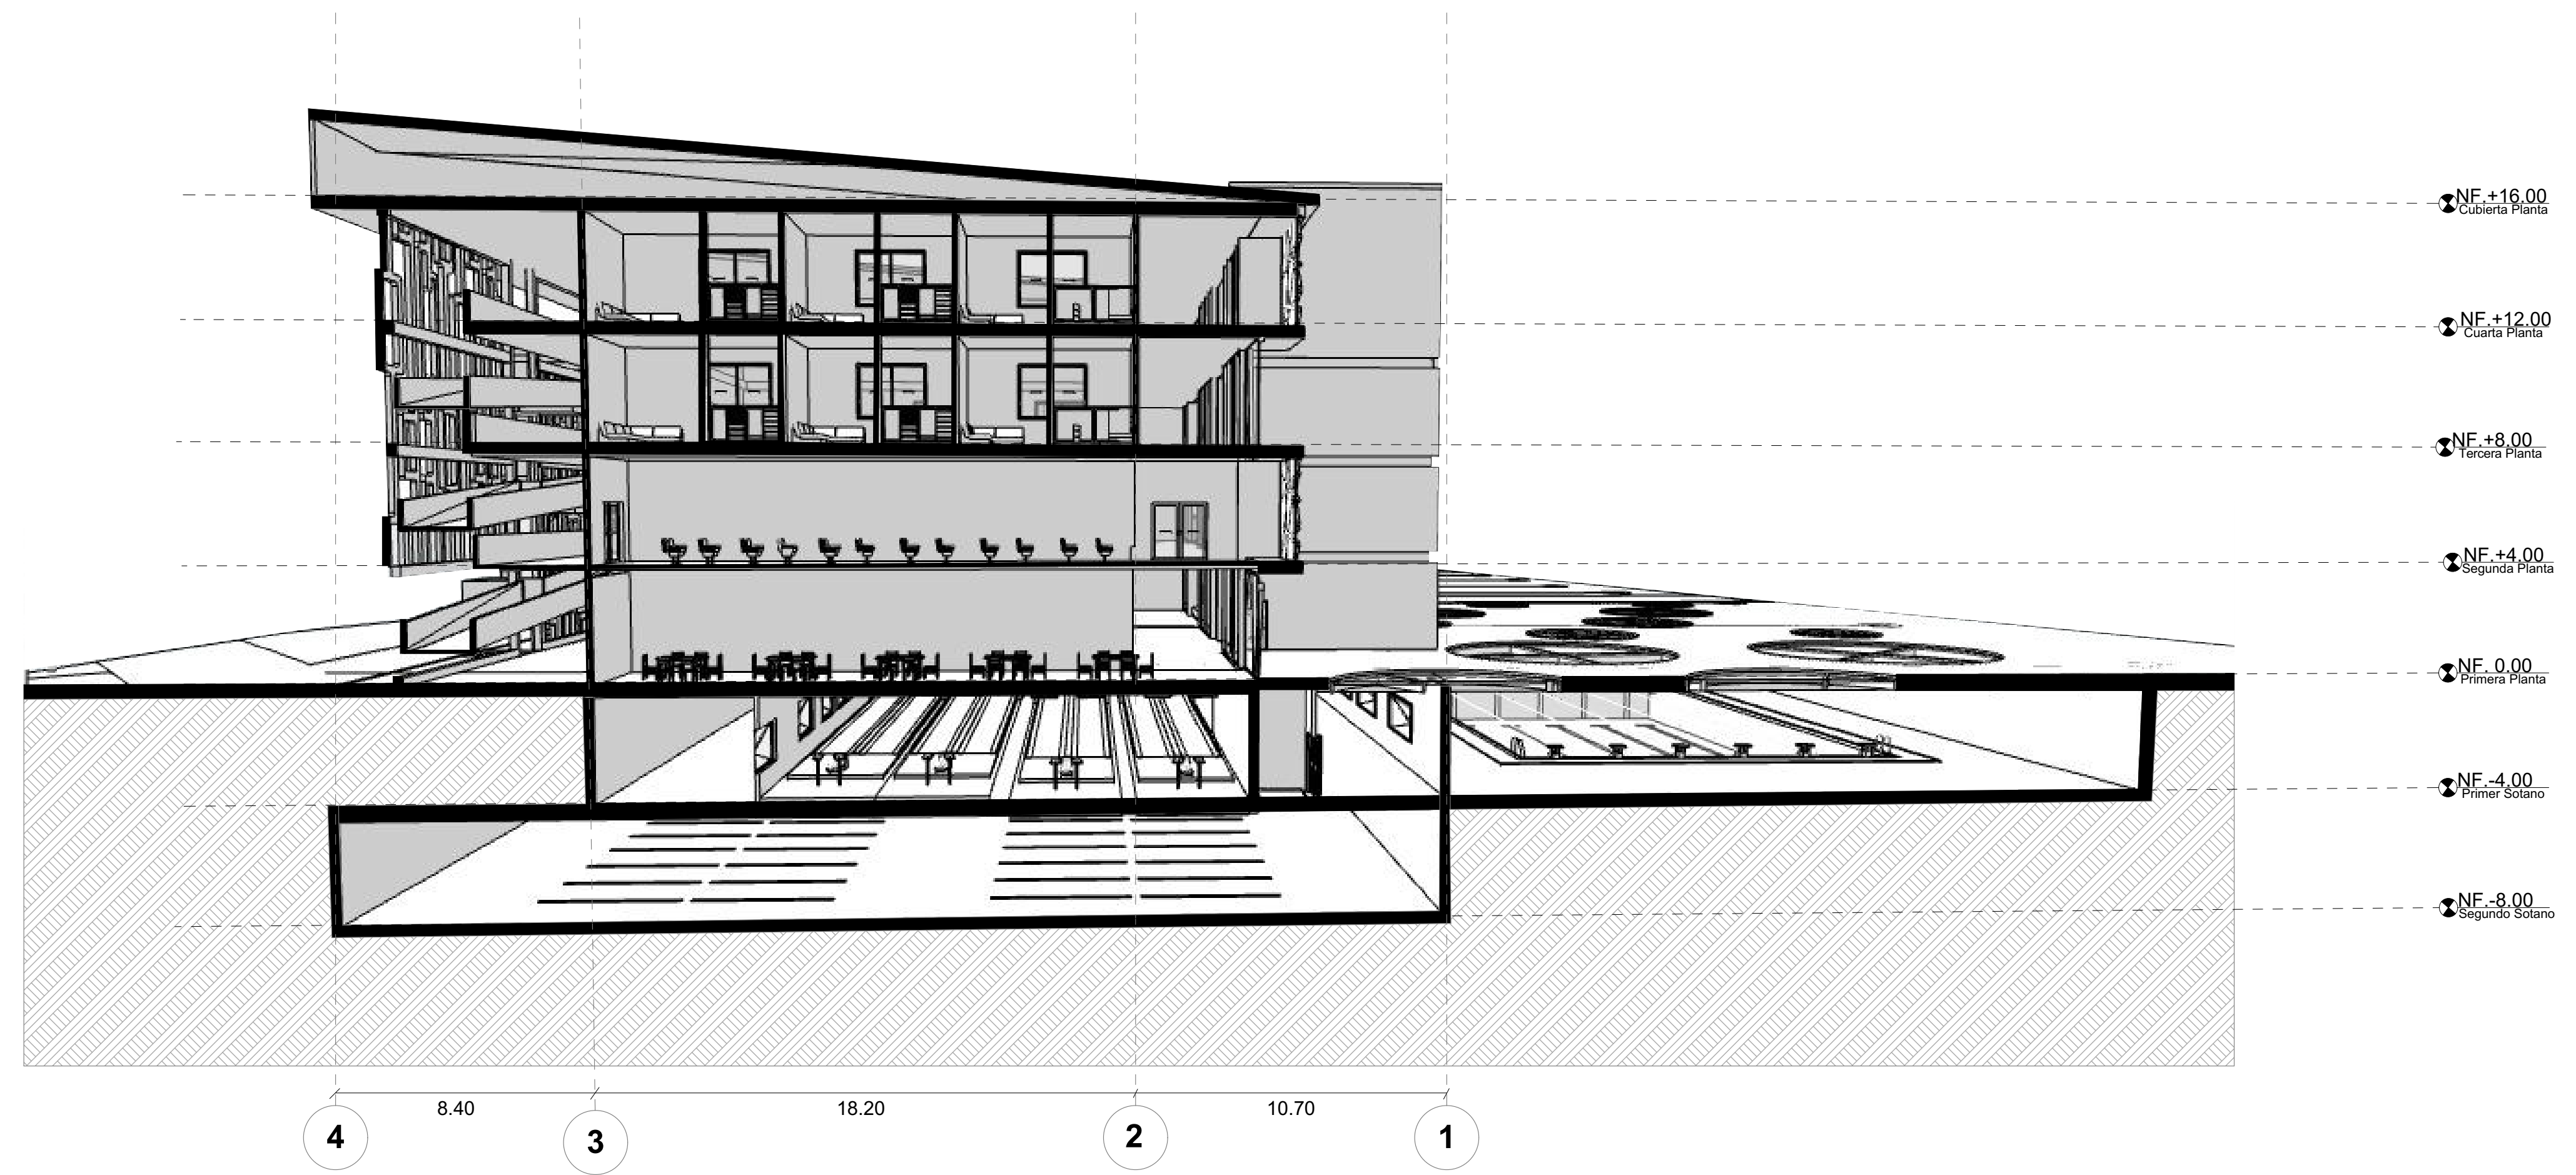 NF.+16.00
Cubierta Planta
NF.+12.00
Cuarta Planta
NF.+8.00
Tercera Planta
NF.+4.00
Segunda Planta
NF. 0.00
Primera Planta
NF.-4.00
Primer Sotano
NF.-8.00
Segundo Sotano
8.40
18.20
10.70
4
3
2
1